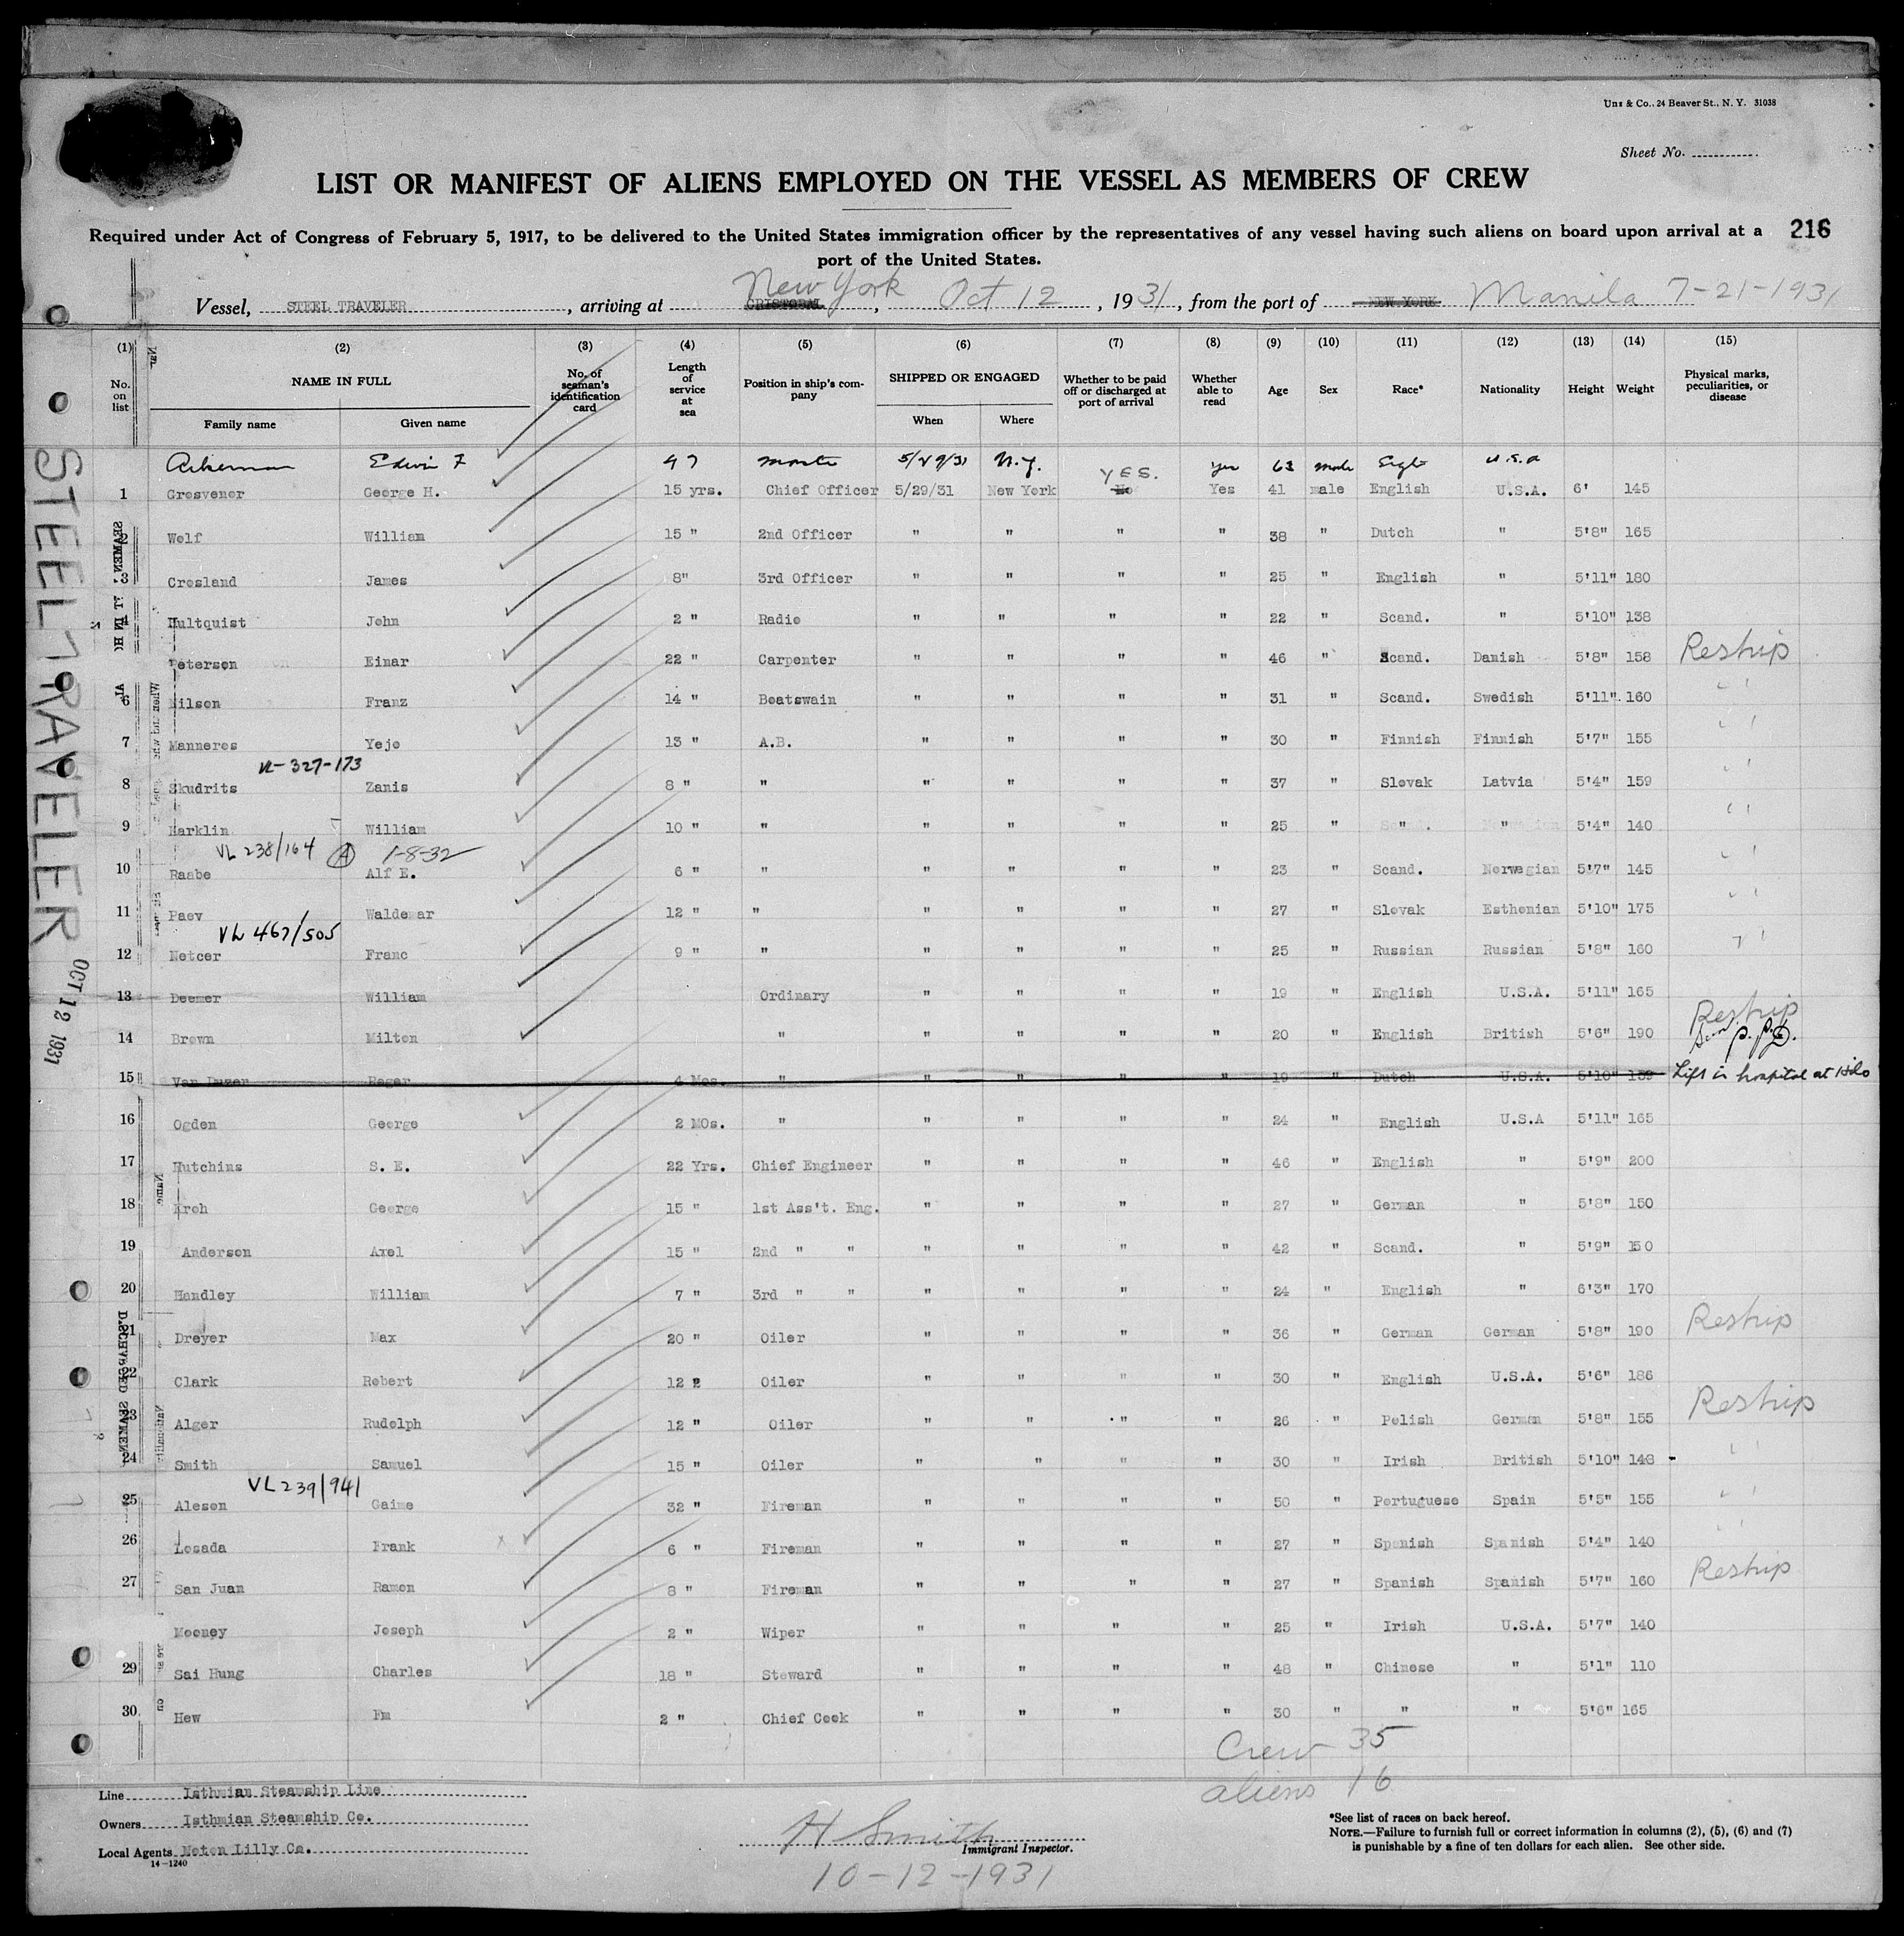 Uns & Co., 24 Beaver St., N. Y. 31038
Sheet No.
LIST OR MANIFEST OF ALIENS EMPLOYED ON THE VESSEL AS MEMBERS OF CREW
Required under Act of Congress of February 5, 1917, to be delivered to the United States immigration officer by the representatives of any vessel having such aliens on board upon arrival at a 216
port of the United States.
Vessel, STEEL TRAVELER, arriving at CRISTOBAL New York, Oct 12, 1931, from the port of NEW YORK Manila 7-21-1931
(1) (2) (3) (4) (5) (6) (7) (8) (9) (10) (11) (12) (13) (14) (15)
No. on list NAME IN FULL Family name Given name No. of seaman's identification card Length of service at sea Position in ship's company SHIPPED OR ENGAGED When Where Whether to be paid off or discharged at port of arrival Whether able to read Age Sex Race* Nationality Height Weight Physical marks, peculiarities, or disease
Ackerman Edwin F 47 master 5/29/31 N.Y. YES. yes 63 male Engl U.S.A
1 Grosvenor George H. 15 yrs. Chief Officer 5/29/31 New York No Yes 41 male English U.S.A. 6' 145
2 Wolf William 15 " 2nd Officer " " " " 38 " Dutch " 5'8" 165
3 Crosland James 8" 3rd Officer " " " " 25 " English " 5'11" 180
4 Hultquist John 2 " Radio " " " " 22 " Scand. " 5'10" 138
Peterson Einar 22 " Carpenter " " " " 46 " Scand. Danish 5'8" 158 Reship
6 Nilson Franz 14 " Boatswain " " " " 31 " Scand. Swedish 5'11" 160 "
7 Manneros Yejo 13 " A.B. " " " " 30 " Finnish Finnish 5'7" 155 "
VL-327-173
8 Skudrits Zanis 8 " " " " " " 37 " Slovak Latvia 5'4" 159 "
9 Harklin William 10 " " " " " " 25 " " " 5'4" 140 "
VL 238/164 (A) 1-8-32
10 Raabe Alf E. 6 " " " " " " 23 " Scand. Norwegian 5'7" 145 "
11 Paev Waldemar 12 " " " " " " 27 " Slovak Esthonian 5'10" 175 "
VL 467/505
12 Netcer Franc 9 " " " " " " 25 " Russian Russian 5'8" 160 "
13 Deemer William Ordinary " " " " 19 " English U.S.A. 5'11" 165
14 Brown Milton " " " " " 20 " English British 5'6" 190 Reship P.P.D.
15 Van Duzer Roger 4 Mos. " " " " 19 " Dutch U.S.A. 5'10" 139 Left in hospital at Hilo
16 Ogden George 2 MOs. " " " " " 24 " English U.S.A 5'11" 165
17 Hutchins S. E. 22 Yrs. Chief Engineer " " " " 46 " English " 5'9" 200
18 Kroh George 15 " 1st Ass't. Eng. " " " " 27 " German " 5'8" 150
19 Anderson Axel 15 " 2nd " " " " " " 42 " Scand. " 5'9" 150
20 Handley William 7 " 3rd " " " " " " 24 " English " 6'3" 170
21 Dreyer Max 20 " Oiler " " " " 36 " German German 5'8" 190 Reship
22 Clark Robert 12 " Oiler " " " " 30 " English U.S.A. 5'6" 186
23 Alger Rudolph 12 " Oiler " " " " 26 " Polish German 5'8" 155 Reship
24 Smith Samuel 15 " Oiler " " " " 30 " Irish British 5'10" 148 "
VL 239/941
25 Aleson Gaime 32 " Fireman " " " " 50 " Portuguese Spain 5'5" 155 "
26 Losada Frank 6 " Fireman " " " " 27 " Spanish Spanish 5'4" 140 "
27 San Juan Ramon 8 " Fireman " " " " 27 " Spanish Spanish 5'7" 160 Reship
Mooney Joseph 2 " Wiper " " " " 25 " Irish U.S.A. 5'7" 140
29 Sai Hung Charles 18 " Steward " " " " 48 " Chinese " 5'1" 110
30 Hew Fm 2 " Chief Cook " " " " 30 " " " 5'6" 165
Crew 35
aliens 16
Line Isthmian Steamship Line
Owners Isthmian Steamship Co.
Local Agents Noton Lilly Co.
14-1240
H Smith
Immigrant Inspector.
10-12-1931
*See list of races on back hereof.
NOTE.—Failure to furnish full or correct information in columns (2), (5), (6) and (7)
is punishable by a fine of ten dollars for each alien. See other side.
STEEL TRAVELER
OCT 12 1931